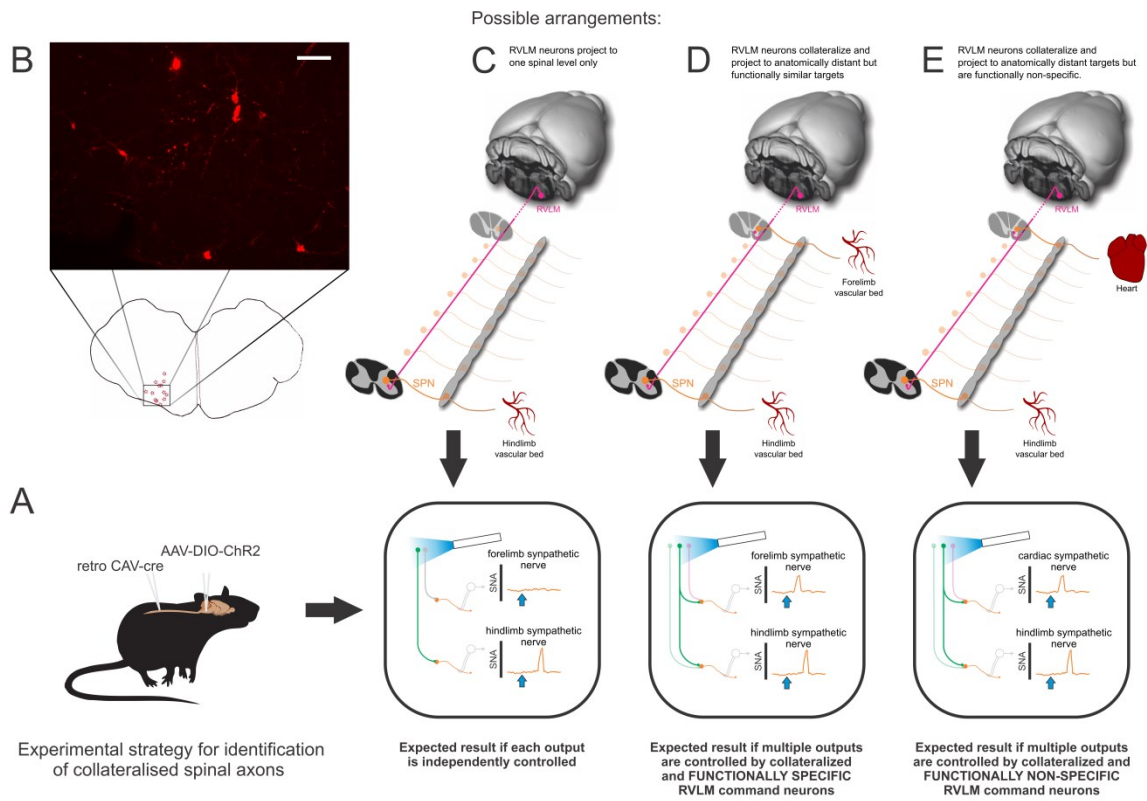 Possible arrangements:
B
C
RVLM neurons project to
one spinal level only
D
RVLM neurons collateralize and
project to anatomically distant but
functionally similar targets
E
RVLM neurons collateralize and
project to anatomically distant targets but
are functionally non-specific.
RVLM
RVLM
RVLM
Forelimb
vascular bed
Heart
SPN
SPN
SPN
Hindlimb
vascular bed
Hindlimb
vascular bed
Hindlimb
vascular bed
A
AAV-DIO-ChR2
retro CAV-cre
Experimental strategy for identification
of collateralised spinal axons
forelimb sympathetic
nerve
SNA
hindlimb sympathetic
nerve
SNA
Expected result if each output
is independently controlled
forelimb sympathetic
nerve
SNA
hindlimb sympathetic
nerve
SNA
Expected result if multiple outputs
are controlled by collateralized
and FUNCTIONALLY SPECIFIC
RVLM command neurons
cardiac sympathetic
nerve
SNA
hindlimb sympathetic
nerve
SNA
Expected result if multiple outputs
are controlled by collateralized and
FUNCTIONALLY NON-SPECIFIC
RVLM command neurons